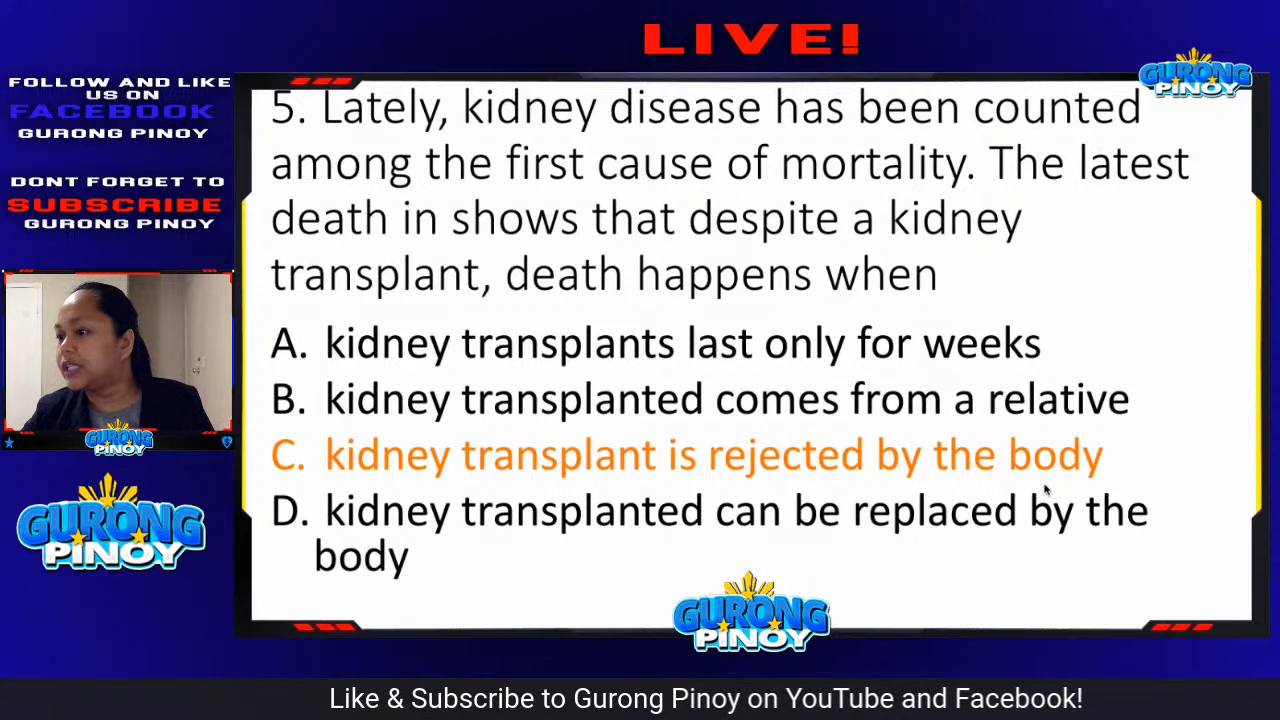 LIVE!
FOLLOW AND LIKE
US ON
FACEBOOK
GURONG PINOY
DONT FORGET TO
SUBSCRIBE
GURONG PINOY
GURONG
PINOY
5. Lately, kidney disease has been counted
among the first cause of mortality. The latest
death in shows that despite a kidney
transplant, death happens when
A. kidney transplants last only for weeks
B. kidney transplanted comes from a relative
C. kidney transplant is rejected by the body
D. kidney transplanted can be replaced by the
body
GURONG
PINOY
GURONG
PINOY
GURONG
PINOY
Like & Subscribe to Gurong Pinoy on YouTube and Facebook!